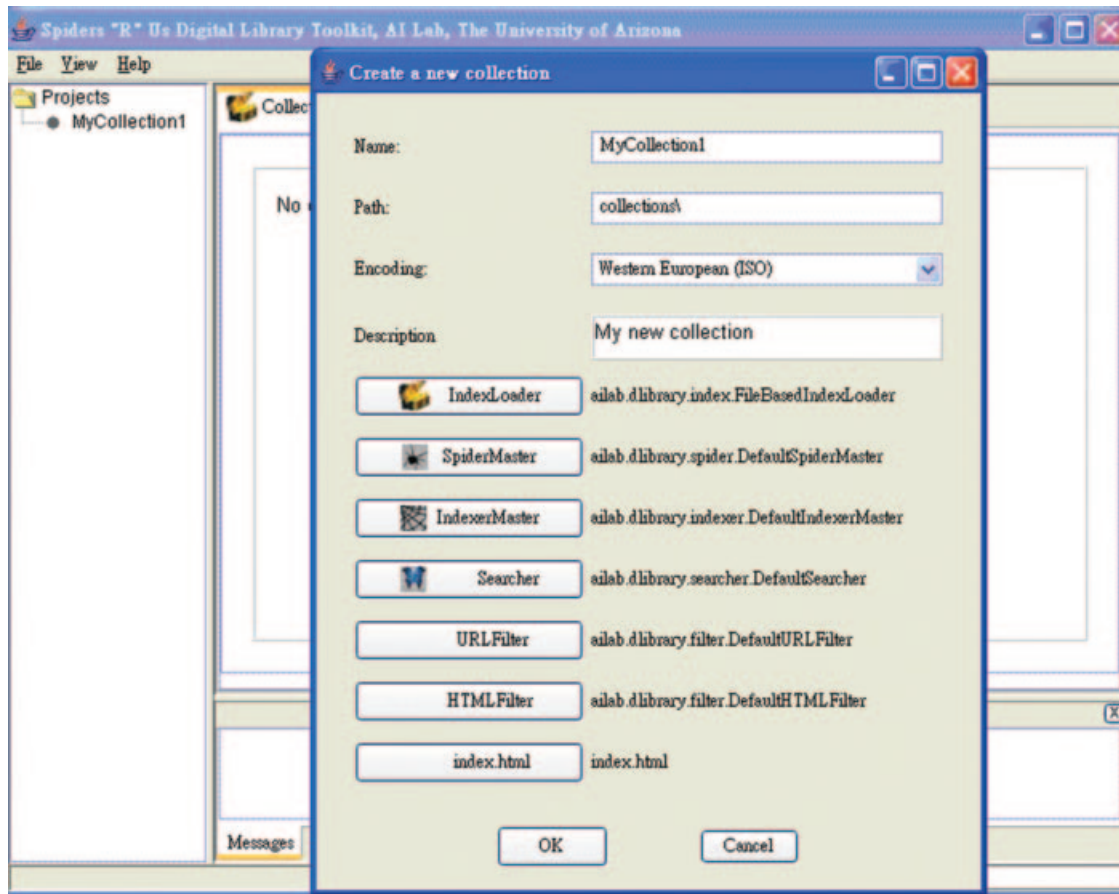 Spiders "R" Us Digital Library Toolkit, AI Lab, The University of Arizona
File View Help
Projects
MyCollection1
Collec
No
Messages
Create a new collection
Name: MyCollection1
Path: collections\
Encoding: Western European (ISO)
Description My new collection
IndexLoader ailab.dlibrary.index.FileBasedIndexLoader
SpiderMaster ailab.dlibrary.spider.DefaultSpiderMaster
IndexerMaster ailab.dlibrary.indexer.DefaultIndexerMaster
Searcher ailab.dlibrary.searcher.DefaultSearcher
URLFilter ailab.dlibrary.filter.DefaultURLFilter
HTMLFilter ailab.dlibrary.filter.DefaultHTMLFilter
index.html index.html
OK Cancel